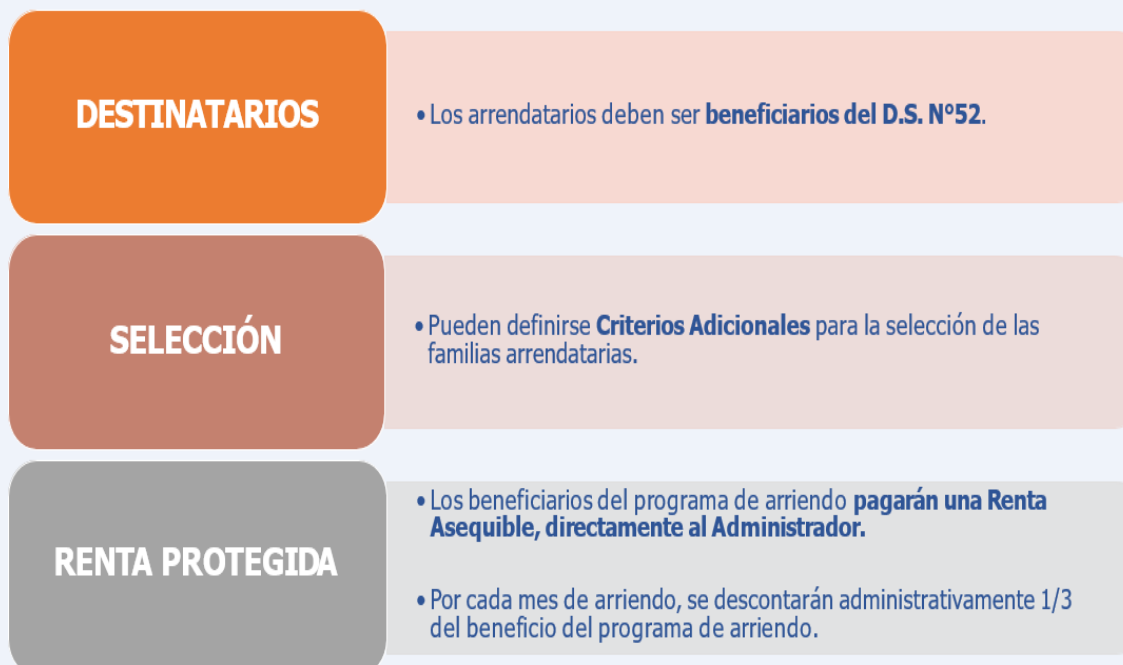 DESTINATARIOS
• Los arrendatarios deben ser beneficiarios del D.S. N°52.
SELECCIÓN
• Pueden definirse Criterios Adicionales para la selección de las
familias arrendatarias.
RENTA PROTEGIDA
• Los beneficiarios del programa de arriendo pagarán una Renta
Asequible, directamente al Administrador.
• Por cada mes de arriendo, se descontarán administrativamente 1/3
del beneficio del programa de arriendo.